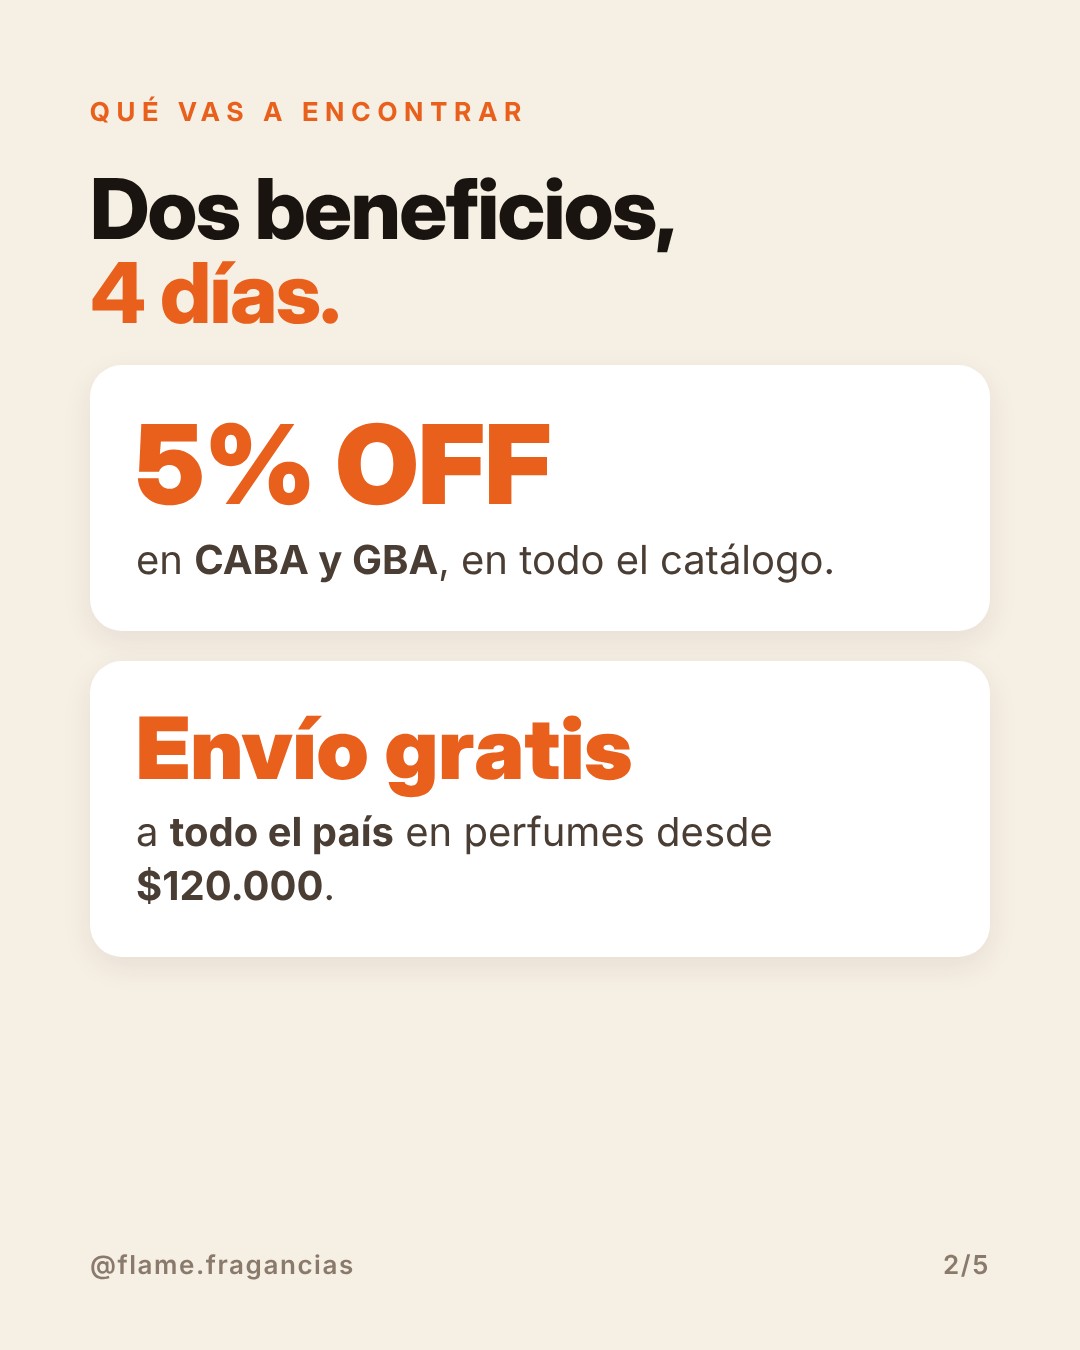 QUÉ VAS A ENCONTRAR
Dos beneficios,
4 días.
5% OFF
en CABA y GBA, en todo el catálogo.
Envío gratis
a todo el país en perfumes desde
$120.000.
@flame.fragancias
2/5